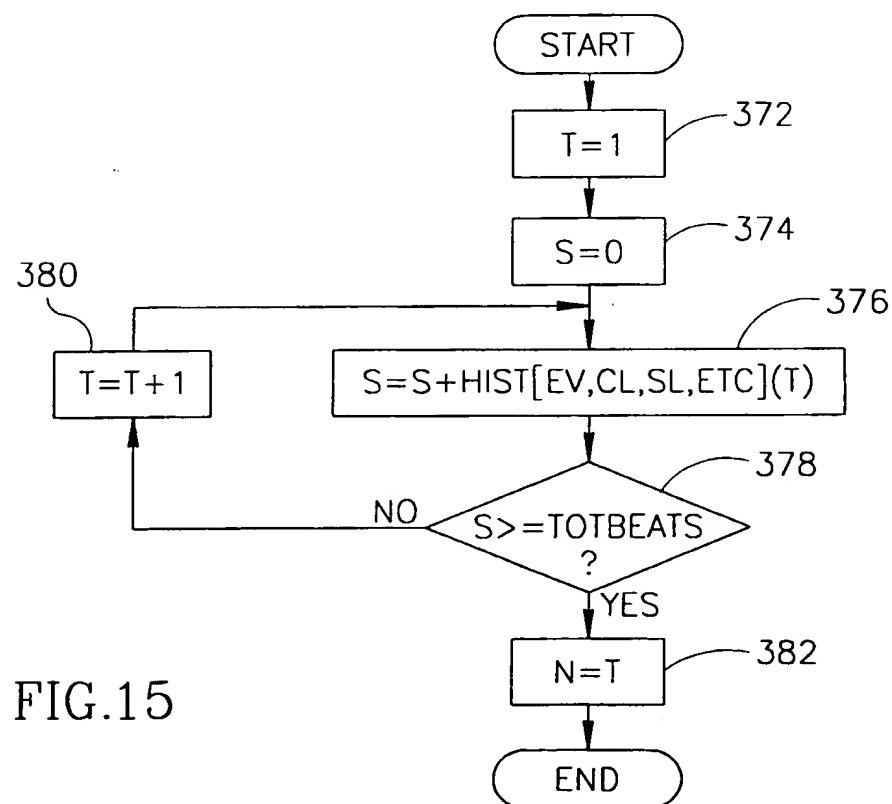 START
372
T=1
374
S=0
380
376
T=T+1
S=S+HIST[EV,CL,SL,ETC](T)
378
NO
S>=TOTBEATS
?
YES
382
N=T
FIG.15
END